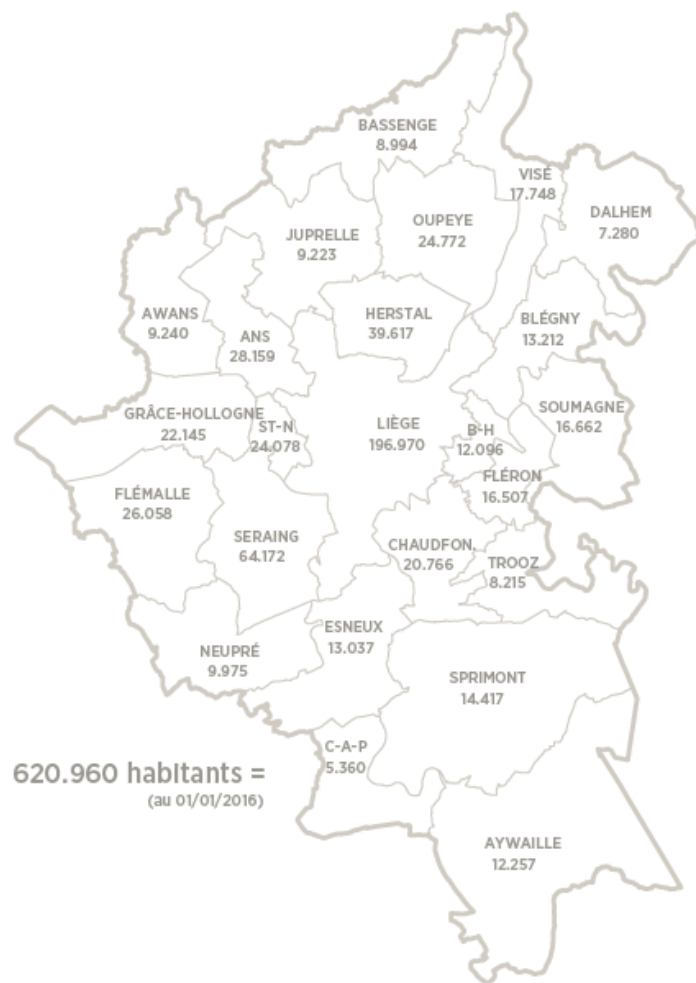 BASSENGE
8.994
VISÉ
17.748
DALHEM
7.280
JUPRELLE
9.223
OUPEYE
24.772
AWANS
9.240
ANS
28.159
HERSTAL
39.617
BLÉGNY
13.212
GRÂCE-HOLLOGNE
22.145
ST-N
24.078
LIÈGE
196.970
B-H
12.096
SOUMAGNE
16.662
FLÉRON
16.507
FLÉMALLE
26.058
SERAING
64.172
CHAUDFON.
20.766
TROOZ
8.215
NEUPRÉ
9.975
ESNEUX
13.037
SPRIMONT
14.417
C-A-P
5.360
620.960 habitants =
(au 01/01/2016)
AYWAILLE
12.257